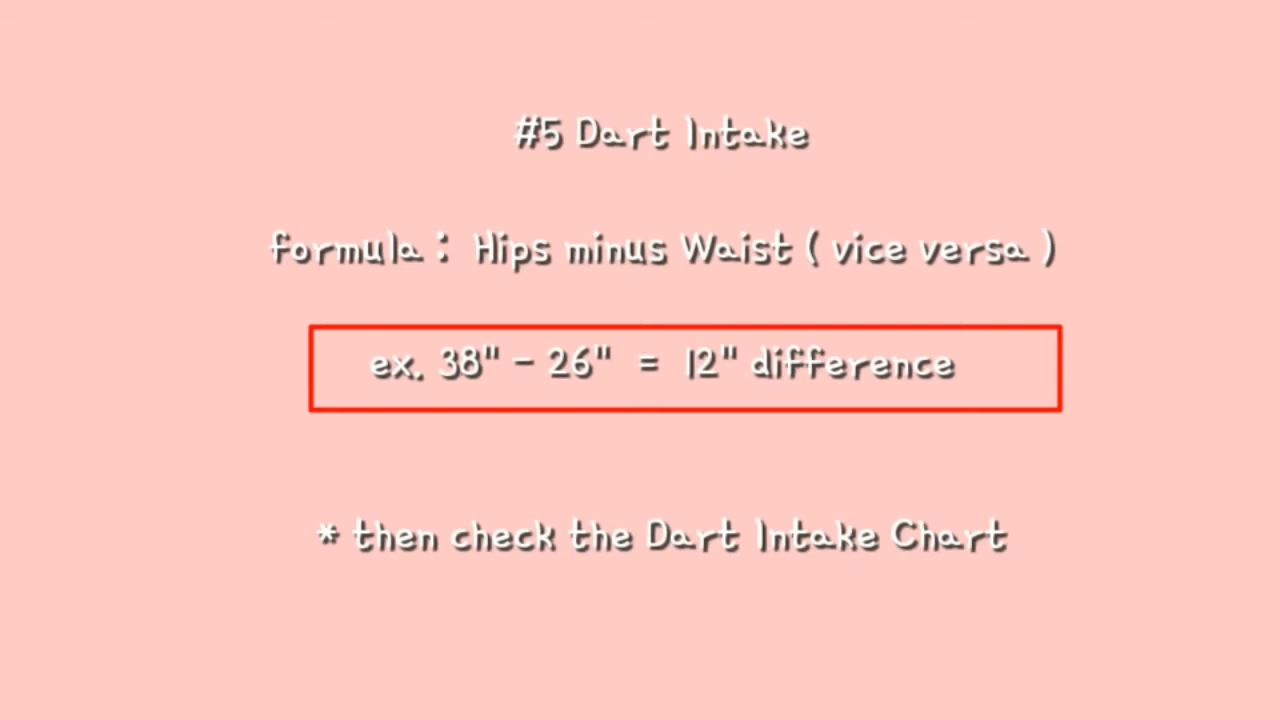 #5 Dart Intake
formula : Hips minus Waist ( vice versa )
ex. 38" - 26" = 12" difference
* then check the Dart Intake Chart